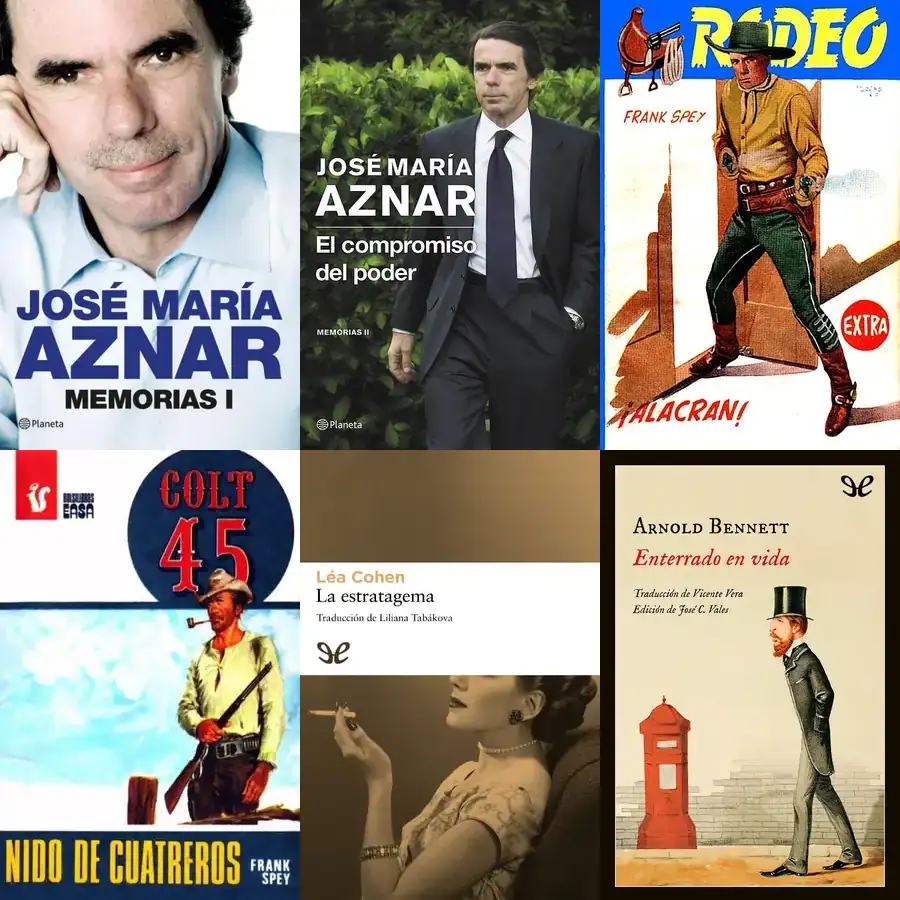 JOSÉ MARÍA
AZNAR
MEMORIAS I
Planeta
JOSÉ MARÍA
AZNAR
El compromiso
del poder
MEMORIAS II
Planeta
RODEO
FRANK SPEY
EXTRA
¡ALACRAN!
BOLSILIBROS
EASA
COLT
45
NIDO DE CUATREROS
FRANK
SPEY
Léa Cohen
La estratagema
Traducción de Liliana Tabákova
Arnold Bennett
Enterrado en vida
Traducción de Vicente Vera
Edición de José C. Vales